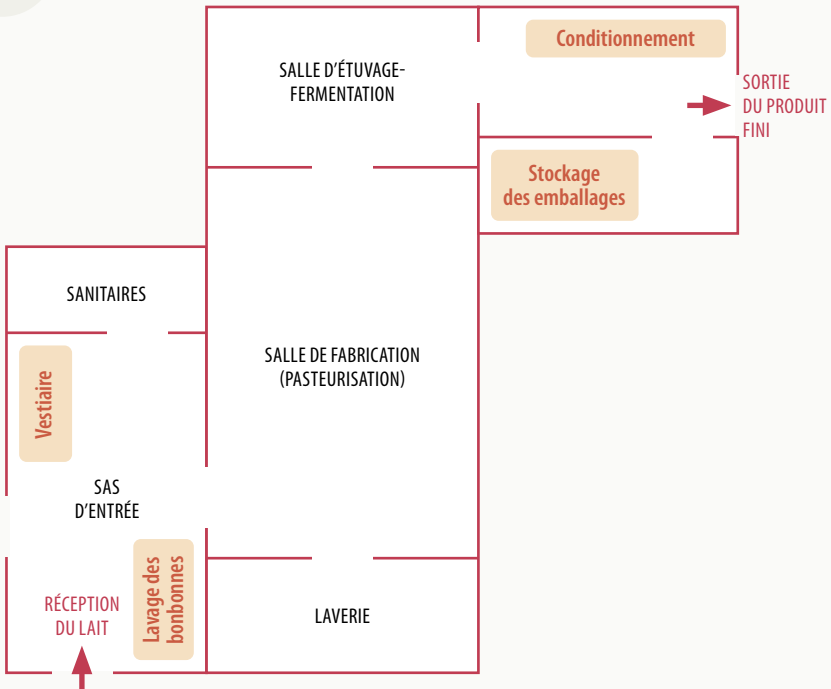 Conditionnement
SALLE D'ÉTUVAGE-
FERMENTATION
SORTIE
DU PRODUIT
FINI
Stockage
des emballages
SANITAIRES
SALLE DE FABRICATION
(PASTEURISATION)
Vestiaire
SAS
D'ENTRÉE
Lavage des
bonbonnes
RÉCEPTION
DU LAIT
LAVERIE